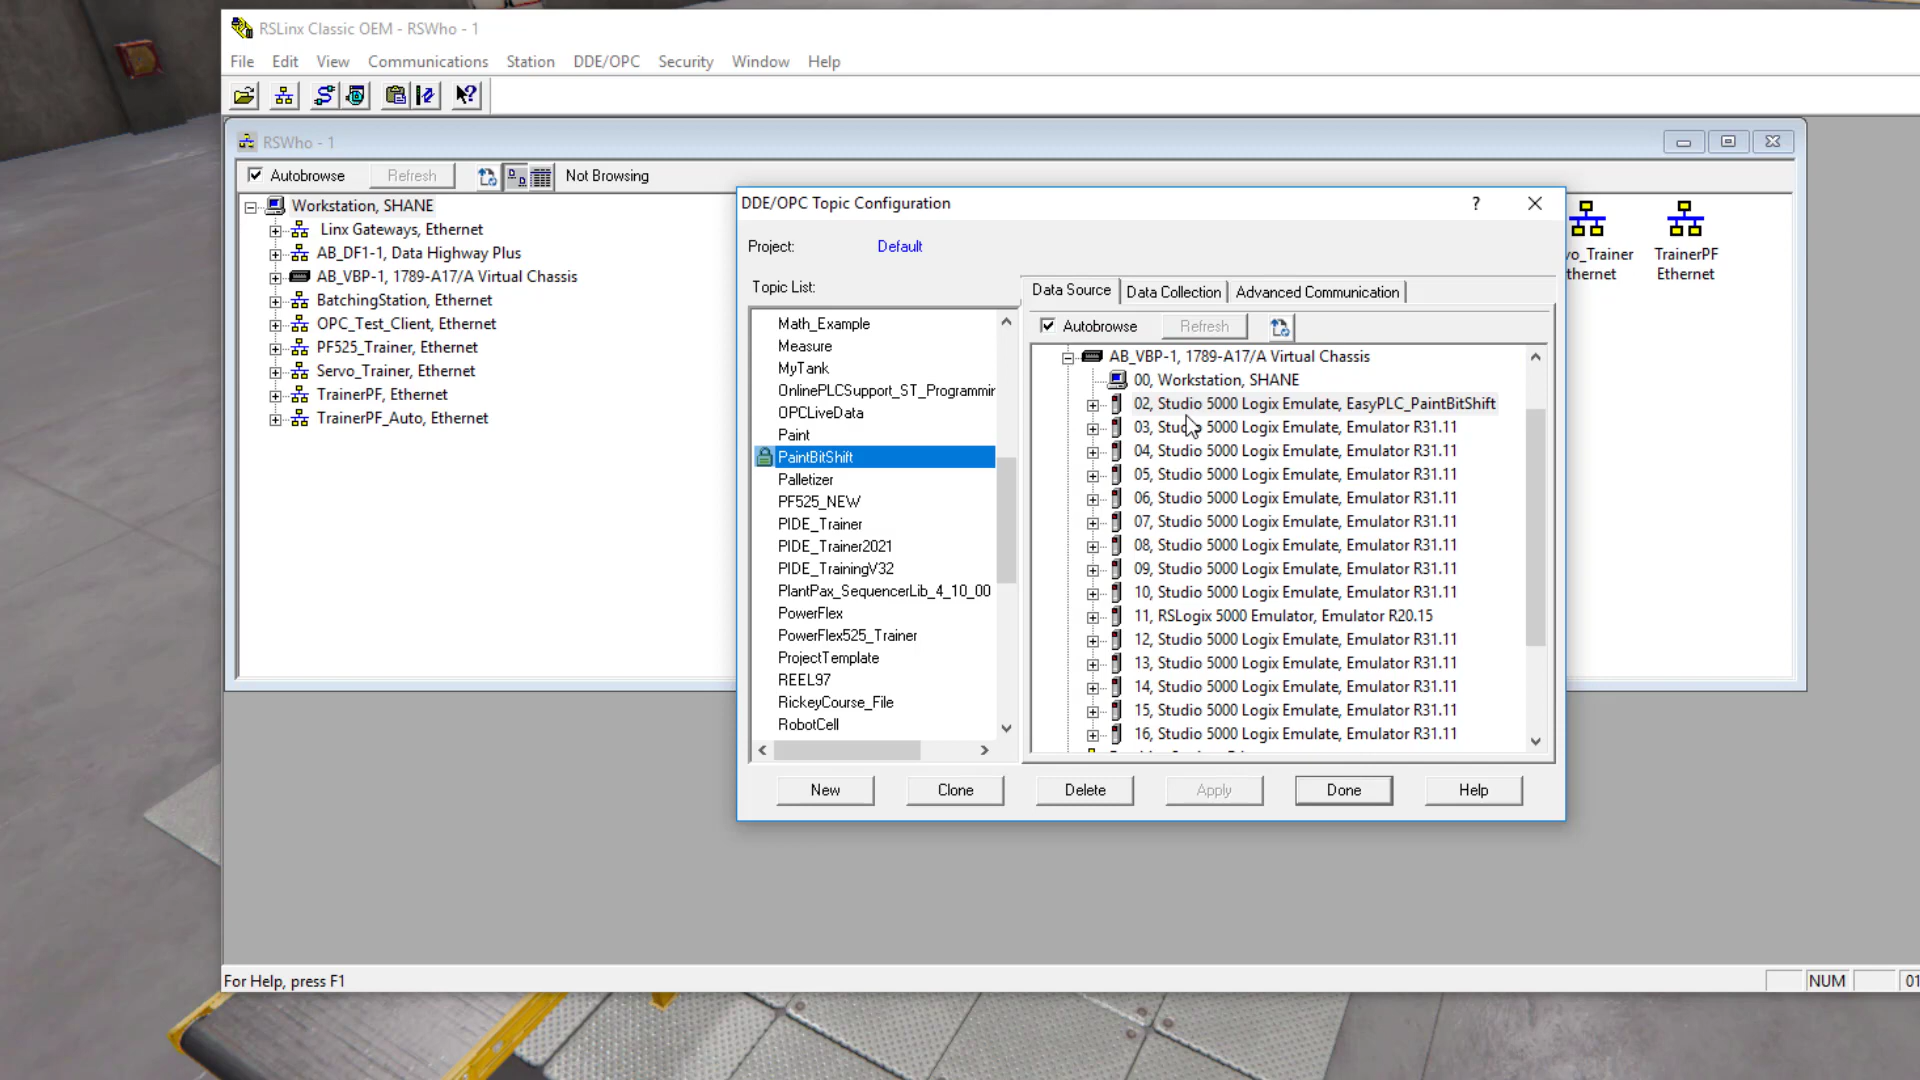 RSLinx Classic OEM - RSWho - 1
File Edit View Communications Station DDE/OPC Security Window Help
RSWho - 1
Autobrowse Refresh Not Browsing
Workstation, SHANE
Linx Gateways, Ethernet
AB_DF1-1, Data Highway Plus
AB_VBP-1, 1789-A17/A Virtual Chassis
BatchingStation, Ethernet
OPC_Test_Client, Ethernet
PF525_Trainer, Ethernet
Servo_Trainer, Ethernet
TrainerPF, Ethernet
TrainerPF_Auto, Ethernet
vo_Trainer
thernet
TrainerPF
Ethernet
DDE/OPC Topic Configuration ?
Project: Default
Topic List:
Math_Example
Measure
MyTank
OnlinePLCSupport_ST_Programmin
OPCLiveData
Paint
PaintBitShift
Palletizer
PF525_NEW
PIDE_Trainer
PIDE_Trainer2021
PIDE_TrainingV32
PlantPax_SequencerLib_4_10_00
PowerFlex
PowerFlex525_Trainer
ProjectTemplate
REEL97
RickeyCourse_File
RobotCell
Data Source Data Collection Advanced Communication
Autobrowse Refresh
AB_VBP-1, 1789-A17/A Virtual Chassis
00, Workstation, SHANE
02, Studio 5000 Logix Emulate, EasyPLC_PaintBitShift
03, Studio 5000 Logix Emulate, Emulator R31.11
04, Studio 5000 Logix Emulate, Emulator R31.11
05, Studio 5000 Logix Emulate, Emulator R31.11
06, Studio 5000 Logix Emulate, Emulator R31.11
07, Studio 5000 Logix Emulate, Emulator R31.11
08, Studio 5000 Logix Emulate, Emulator R31.11
09, Studio 5000 Logix Emulate, Emulator R31.11
10, Studio 5000 Logix Emulate, Emulator R31.11
11, RSLogix 5000 Emulator, Emulator R20.15
12, Studio 5000 Logix Emulate, Emulator R31.11
13, Studio 5000 Logix Emulate, Emulator R31.11
14, Studio 5000 Logix Emulate, Emulator R31.11
15, Studio 5000 Logix Emulate, Emulator R31.11
16, Studio 5000 Logix Emulate, Emulator R31.11
New Clone Delete Apply Done Help
For Help, press F1
NUM 01